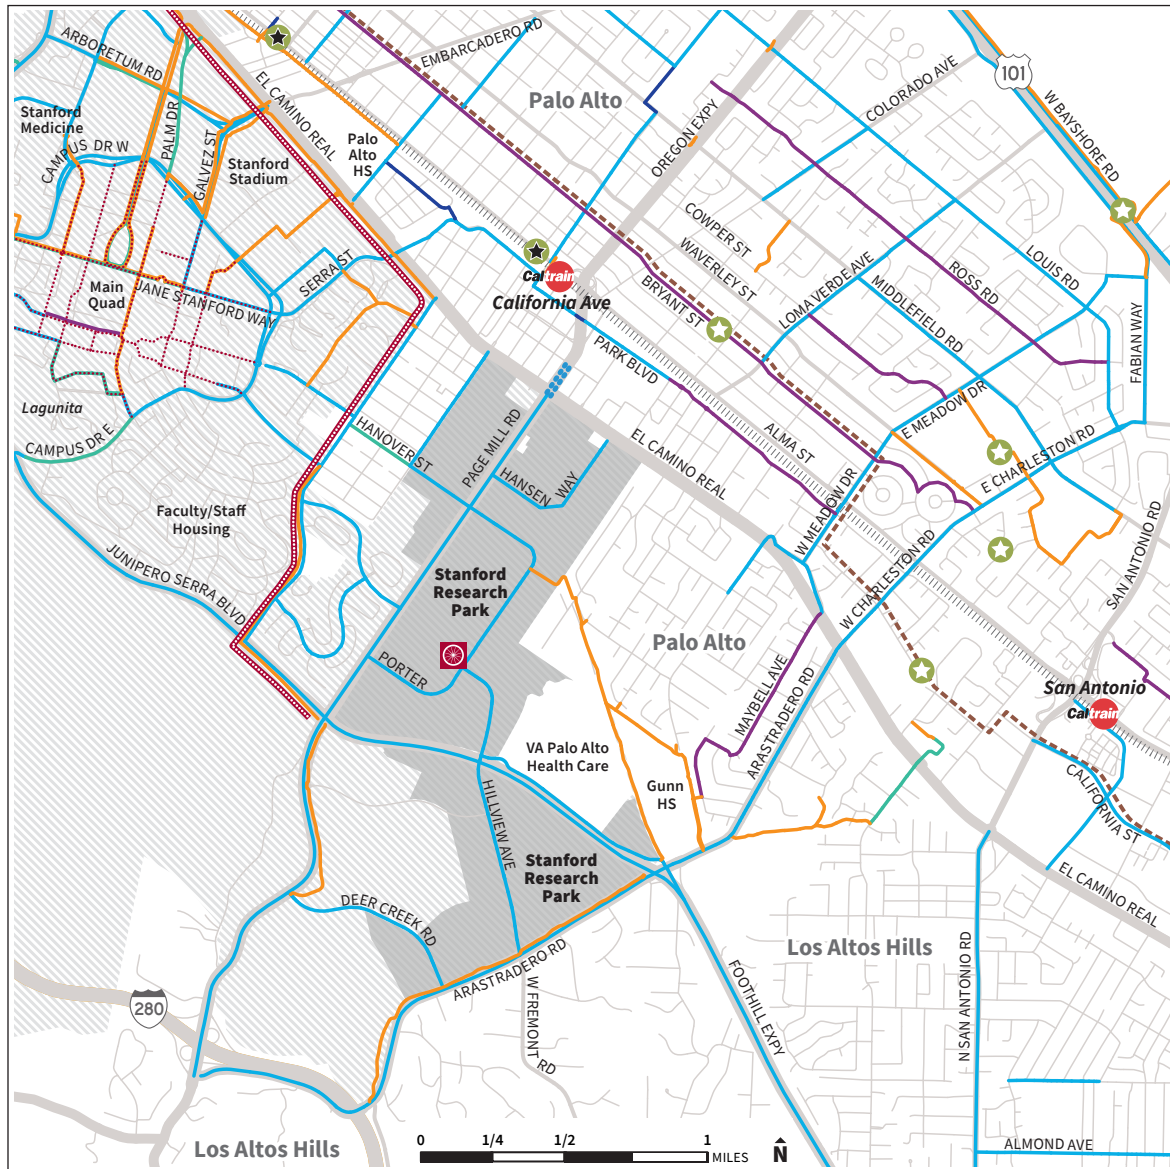 ARBORETUM RD
EMBARCADERO RD
EL CAMINO REAL
Palo Alto
COLORADO AVE
101
W BAYSHORE RD
Stanford
Medicine
PALM DR
GALVEZ ST
CAMPUS DR W
Stanford
Stadium
Palo
Alto
HS
OREGON EXPY
COWPER ST
WAVERLEY ST
LOMA VERDE AVE
ROSS RD
LOUIS RD
SERRA ST
Main
Quad
JANE STANFORD WAY
Caltrain
California Ave
BRYANT ST
MIDDLEFIELD RD
FABIAN WAY
PARK BLVD
Lagunita
CAMPUS DR E
HANOVER ST
PAGE MILL RD
HANSEN WAY
EL CAMINO REAL
ALMA ST
E MEADOW DR
E CHARLESTON RD
W MEADOW DR
Faculty/Staff
Housing
JUNIPERO SERRA BLVD
Stanford
Research
Park
W CHARLESTON RD
SAN ANTONIO RD
PORTER
Palo Alto
MAYBELL AVE
ARASTRADERO RD
San Antonio
Caltrain
VA Palo Alto
Health Care
Gunn
HS
HILLVIEW AVE
CALIFORNIA ST
Stanford
Research
Park
EL CAMINO REAL
DEER CREEK RD
ARASTRADERO RD
Los Altos Hills
280
W FREMONT RD
FOOTHILL EXPY
N SAN ANTONIO RD
Los Altos Hills
0 1/4 1/2 1
MILES
N
ALMOND AVE